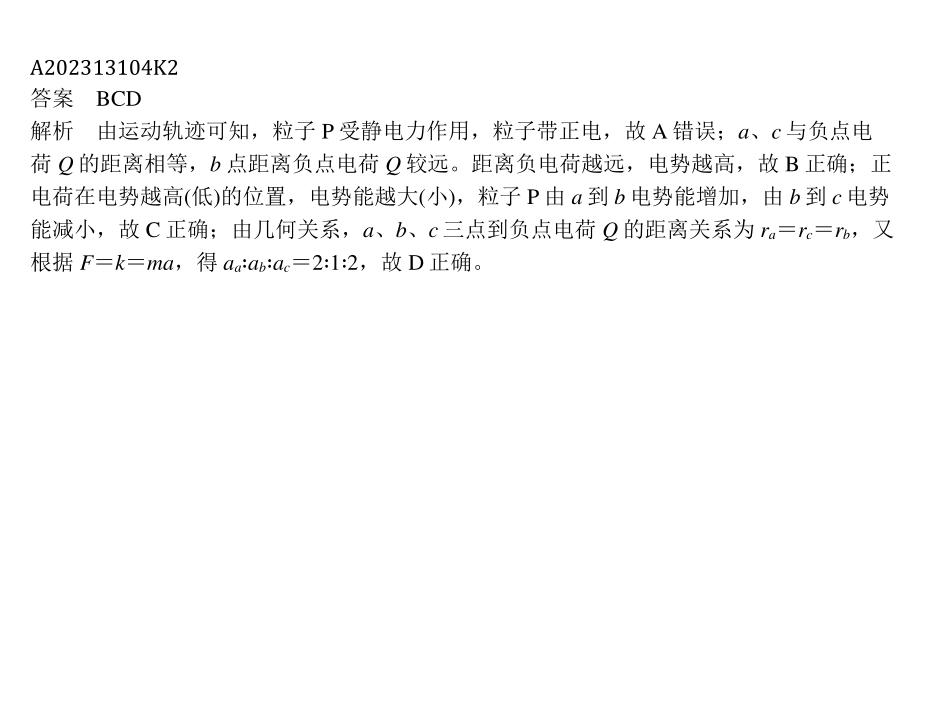 A202313104K2
答案　BCD
解析　由运动轨迹可知，粒子 P 受静电力作用，粒子带正电，故 A 错误；a、c 与负点电
荷 Q 的距离相等，b 点距离负点电荷 Q 较远。距离负电荷越远，电势越高，故 B 正确；正
电荷在电势越高(低)的位置，电势能越大(小)，粒子 P 由 a 到 b 电势能增加，由 b 到 c 电势
能减小，故 C 正确；由几何关系，a、b、c 三点到负点电荷 Q 的距离关系为 ra＝rc＝rb，又
根据 F＝k＝ma，得 aa∶ab∶ac＝2∶1∶2，故 D 正确。